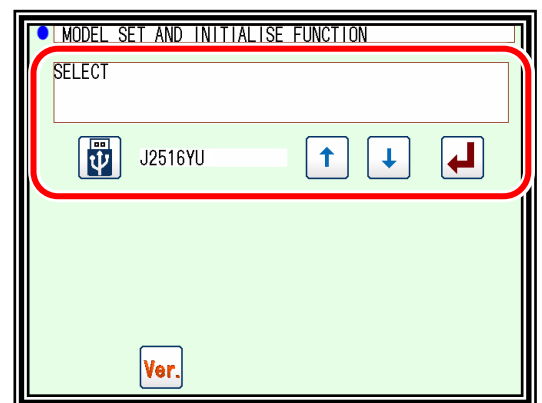 MODEL SET AND INITIALISE FUNCTION
SELECT
J2516YU
Ver.